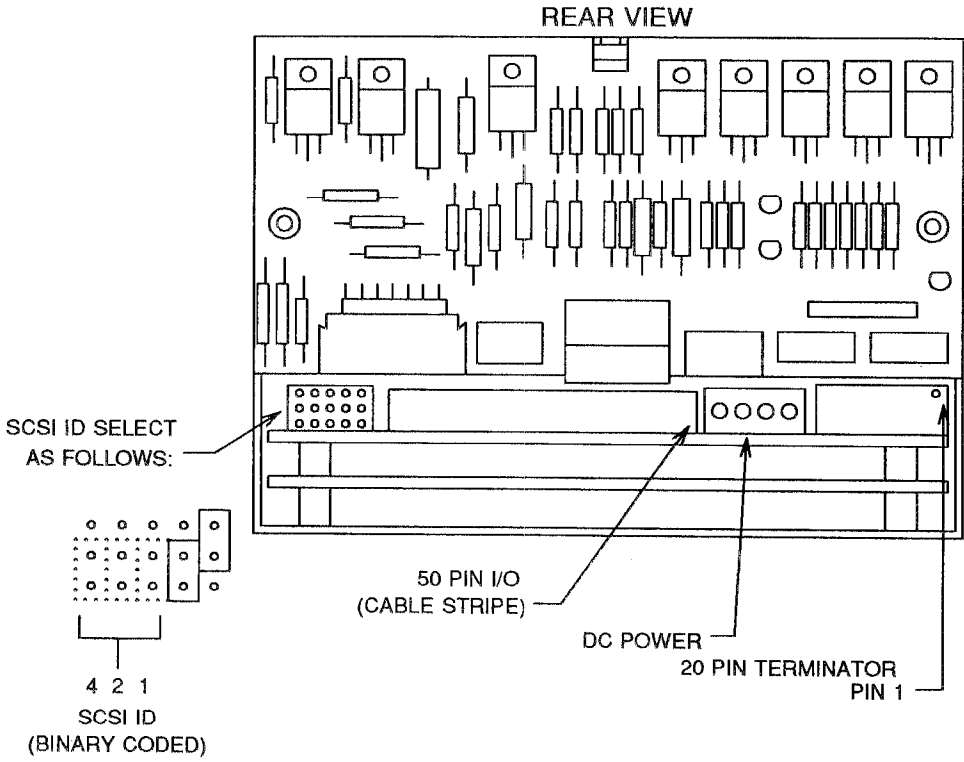 REAR VIEW
SCSI ID SELECT
AS FOLLOWS:
50 PIN I/O
(CABLE STRIPE)
DC POWER
20 PIN TERMINATOR
PIN 1
4 2 1
SCSI ID
(BINARY CODED)